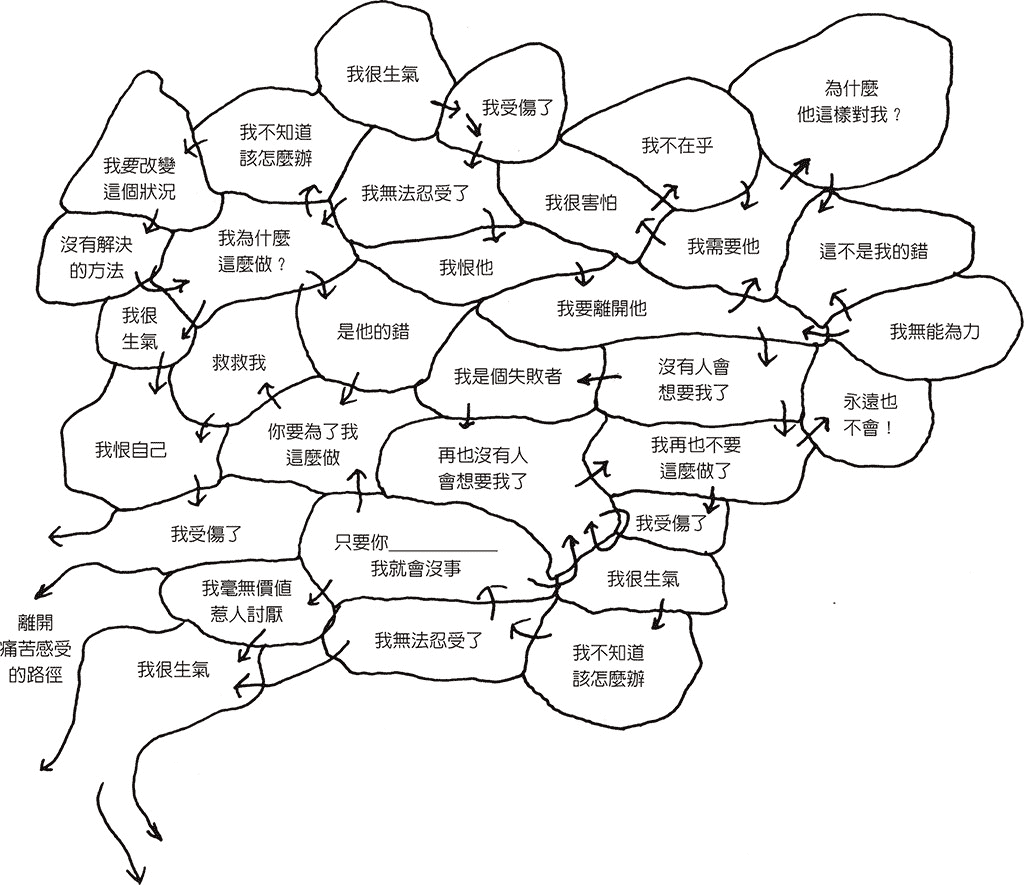 我很生氣
我受傷了
為什麼
他這樣對我？
我不知道
該怎麼辦
我不在乎
我要改變
這個狀況
我無法忍受了
我很害怕
沒有解決
的方法
我為什麼
這麼做？
我恨他
我需要他
這不是我的錯
我很
生氣
救救我
是他的錯
我要離開他
我無能為力
我是個失敗者
沒有人會
想要我了
永遠也
不會！
我恨自己
你要為了我
這麼做
再也沒有人
會想要我了
我再也不要
這麼做了
我受傷了
只要你___________
我就會沒事
我受傷了
我很生氣
我毫無價值
惹人討厭
我無法忍受了
我不知道
該怎麼辦
離開
痛苦感受
的路徑
我很生氣